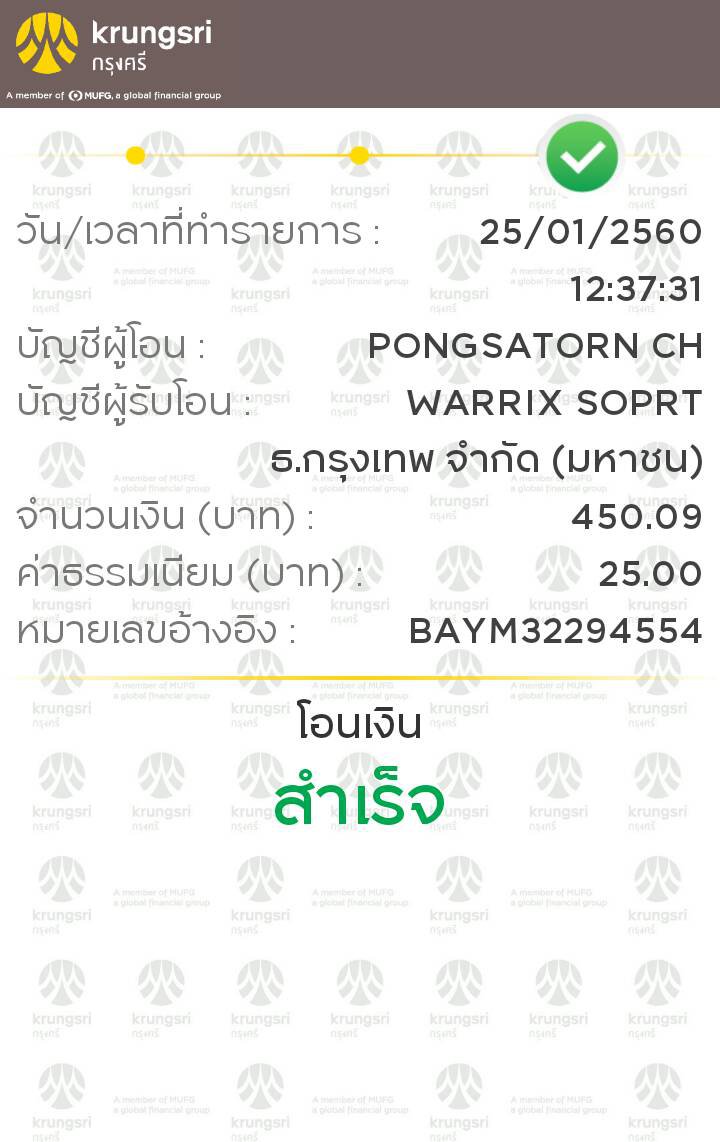 krungsri
กรุงศรี
A member of MUFG, a global financial group
วัน/เวลาที่ทำรายการ : 25/01/2560
12:37:31
บัญชีผู้โอน : PONGSATORN CH
บัญชีผู้รับโอน : WARRIX SOPRT
ธ.กรุงเทพ จำกัด (มหาชน)
จำนวนเงิน (บาท) : 450.09
ค่าธรรมเนียม (บาท) : 25.00
หมายเลขอ้างอิง : BAYM32294554
โอนเงิน
สำเร็จ